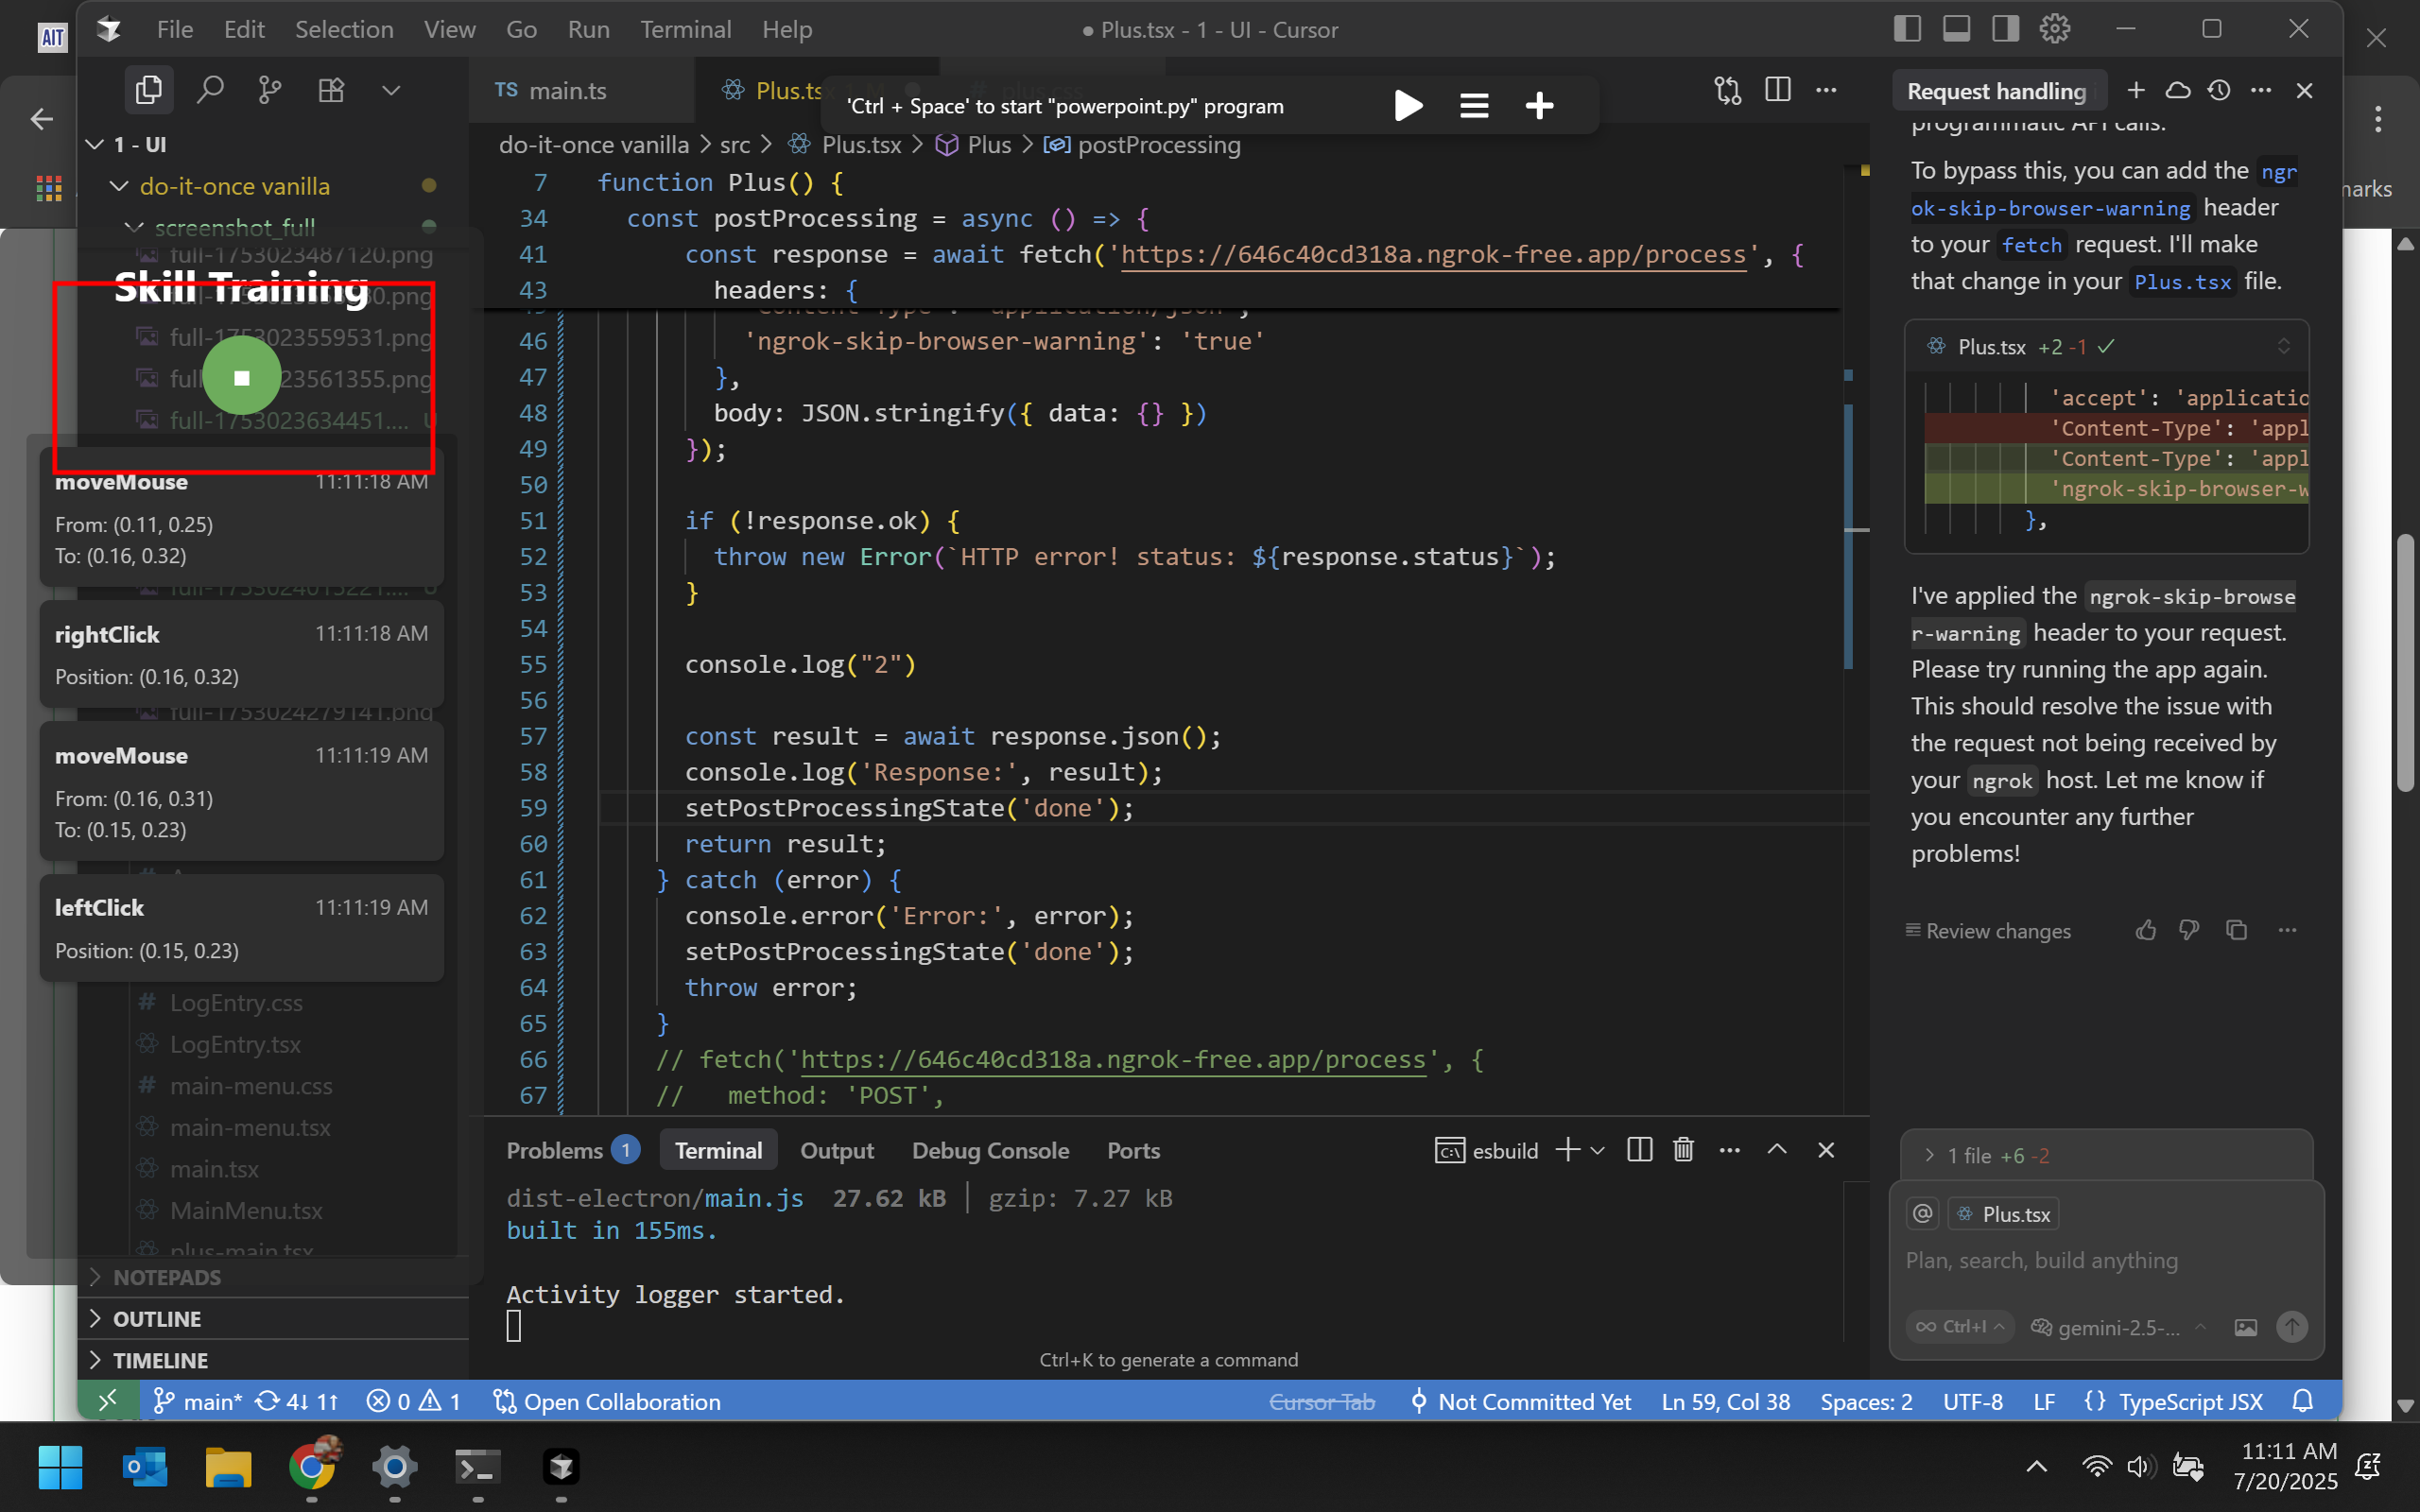 AIT
File Edit Selection View Go Run Terminal Help
● Plus.tsx - 1 - UI - Cursor
TS main.ts
Plus.tsx
'Ctrl + Space' to start "powerpoint.py" program
1 - UI
do-it-once vanilla
screenshot_full
full-1753023487120.png
Skill Training
full-1753023559531.png
full-1753023634451.... U
moveMouse 11:11:18 AM
From: (0.11, 0.25)
To: (0.16, 0.32)
rightClick 11:11:18 AM
Position: (0.16, 0.32)
full-1753024279141.png
moveMouse 11:11:19 AM
From: (0.16, 0.31)
To: (0.15, 0.23)
leftClick 11:11:19 AM
Position: (0.15, 0.23)
# LogEntry.css
LogEntry.tsx
# main-menu.css
main-menu.tsx
main.tsx
MainMenu.tsx
plus-main.tsx
NOTEPADS
OUTLINE
TIMELINE
do-it-once vanilla > src > Plus.tsx > Plus > postProcessing
7 function Plus() {
34 const postProcessing = async () => {
41 const response = await fetch('https://646c40cd318a.ngrok-free.app/process', {
43 headers: {
46 'ngrok-skip-browser-warning': 'true'
47 },
48 body: JSON.stringify({ data: {} })
49 });
50
51 if (!response.ok) {
52 throw new Error(`HTTP error! status: ${response.status}`);
53 }
54
55 console.log("2")
56
57 const result = await response.json();
58 console.log('Response:', result);
59 setPostProcessingState('done');
60 return result;
61 } catch (error) {
62 console.error('Error:', error);
63 setPostProcessingState('done');
64 throw error;
65 }
66 // fetch('https://646c40cd318a.ngrok-free.app/process', {
67 // method: 'POST',
Problems 1 Terminal Output Debug Console Ports
esbuild
dist-electron/main.js 27.62 kB │ gzip: 7.27 kB
built in 155ms.
Activity logger started.
Ctrl+K to generate a command
Request handling
programmatic API calls.
To bypass this, you can add the ngr
ok-skip-browser-warning header
to your fetch request. I'll make
that change in your Plus.tsx file.
Plus.tsx +2 -1
'accept': 'applicatio
'Content-Type': 'appl
'Content-Type': 'appl
'ngrok-skip-browser-w
},
I've applied the ngrok-skip-browse
r-warning header to your request.
Please try running the app again.
This should resolve the issue with
the request not being received by
your ngrok host. Let me know if
you encounter any further
problems!
Review changes
1 file +6 -2
@ Plus.tsx
Plan, search, build anything
∞ Ctrl+I
gemini-2.5-...
main* 4↓ 1↑ 0 1 Open Collaboration
Cursor Tab Not Committed Yet Ln 59, Col 38 Spaces: 2 UTF-8 LF {} TypeScript JSX
11:11 AM
7/20/2025